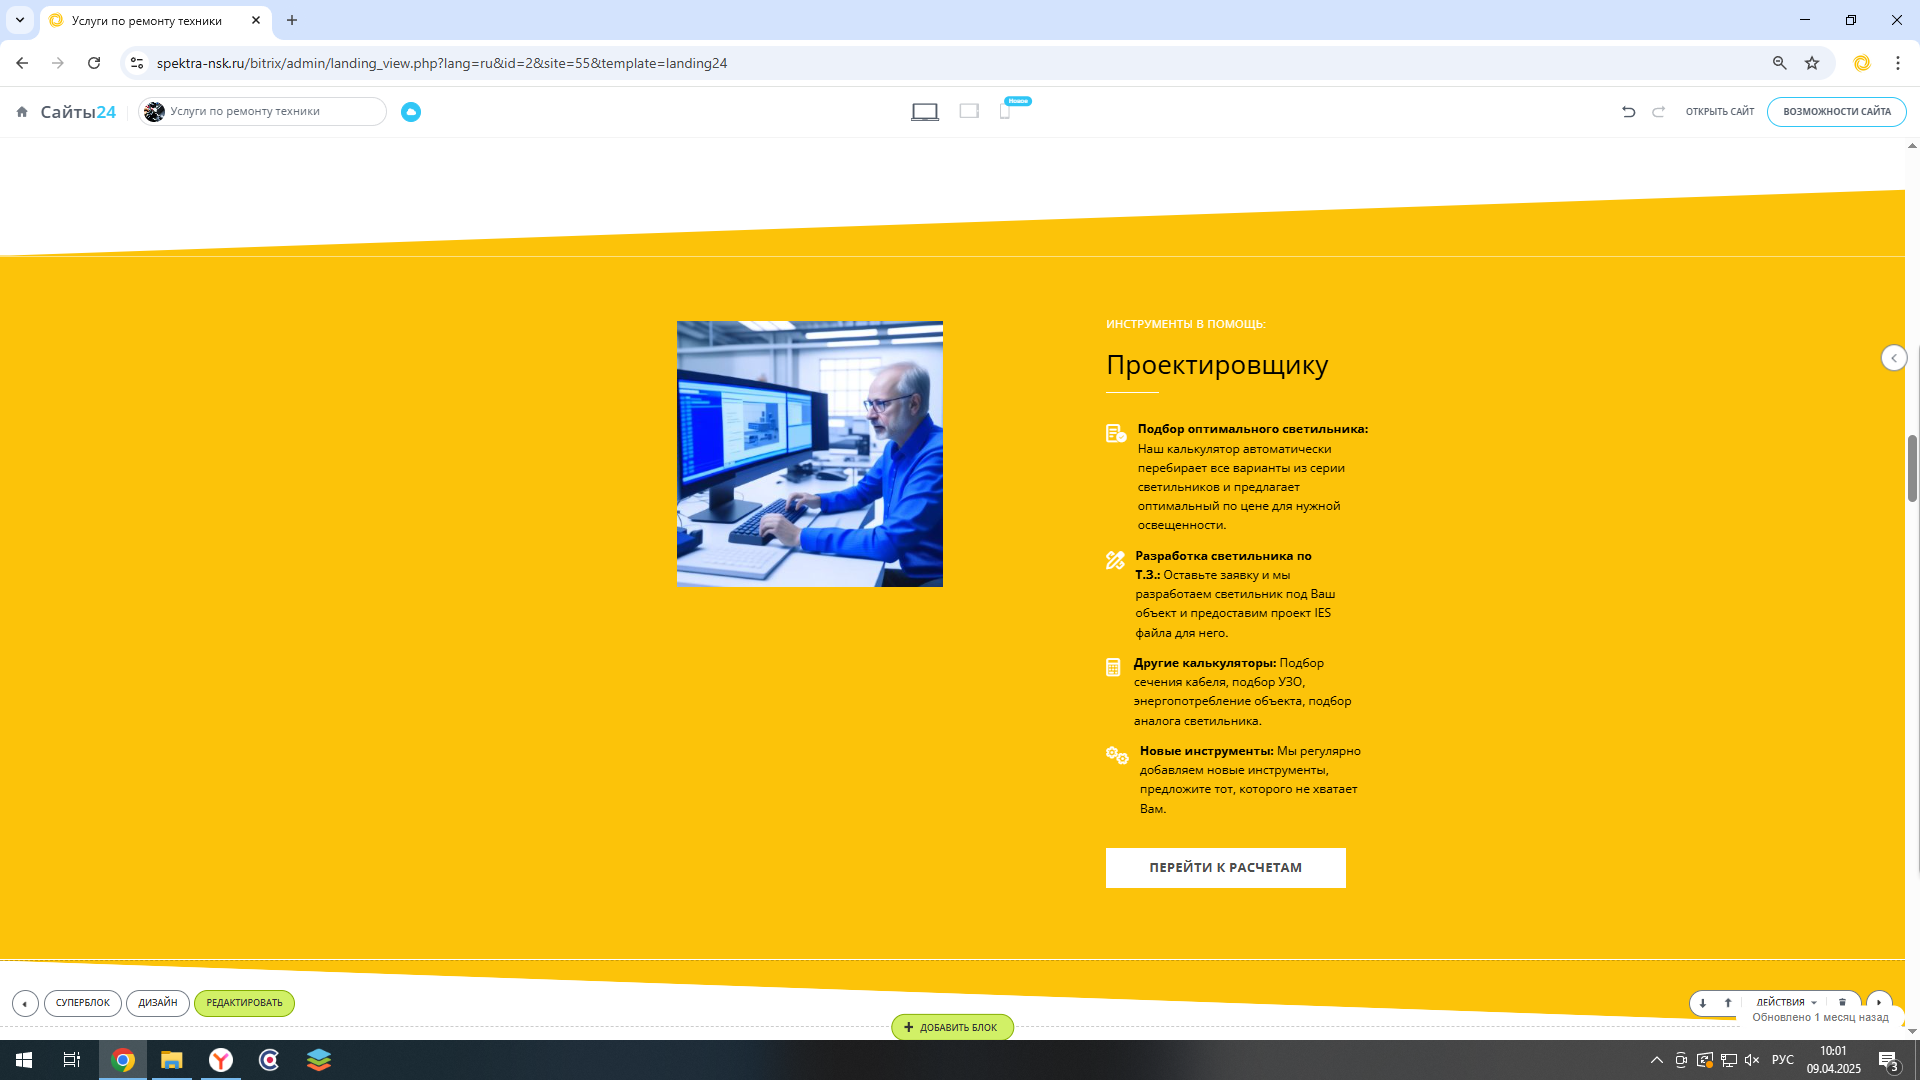 Услуги по ремонту техники
spektra-nsk.ru/bitrix/admin/landing_view.php?lang=ru&id=2&site=55&template=landing24
Сайты24
Услуги по ремонту техники
Новое
ОТКРЫТЬ САЙТ
ВОЗМОЖНОСТИ САЙТА
ИНСТРУМЕНТЫ В ПОМОЩЬ:
Проектировщику
Подбор оптимального светильника:
Наш калькулятор автоматически
перебирает все варианты из серии
светильников и предлагает
оптимальный по цене для нужной
освещенности.
Разработка светильника по
Т.З.: Оставьте заявку и мы
разработаем светильник под Ваш
объект и предоставим проект IES
файла для него.
Другие калькуляторы: Подбор
сечения кабеля, подбор УЗО,
энергопотребление объекта, подбор
аналога светильника.
Новые инструменты: Мы регулярно
добавляем новые инструменты,
предложите тот, которого не хватает
Вам.
ПЕРЕЙТИ К РАСЧЕТАМ
СУПЕРБЛОК
ДИЗАЙН
РЕДАКТИРОВАТЬ
ДЕЙСТВИЯ
Обновлено 1 месяц назад
+ ДОБАВИТЬ БЛОК
РУС
10:01
09.04.2025
3